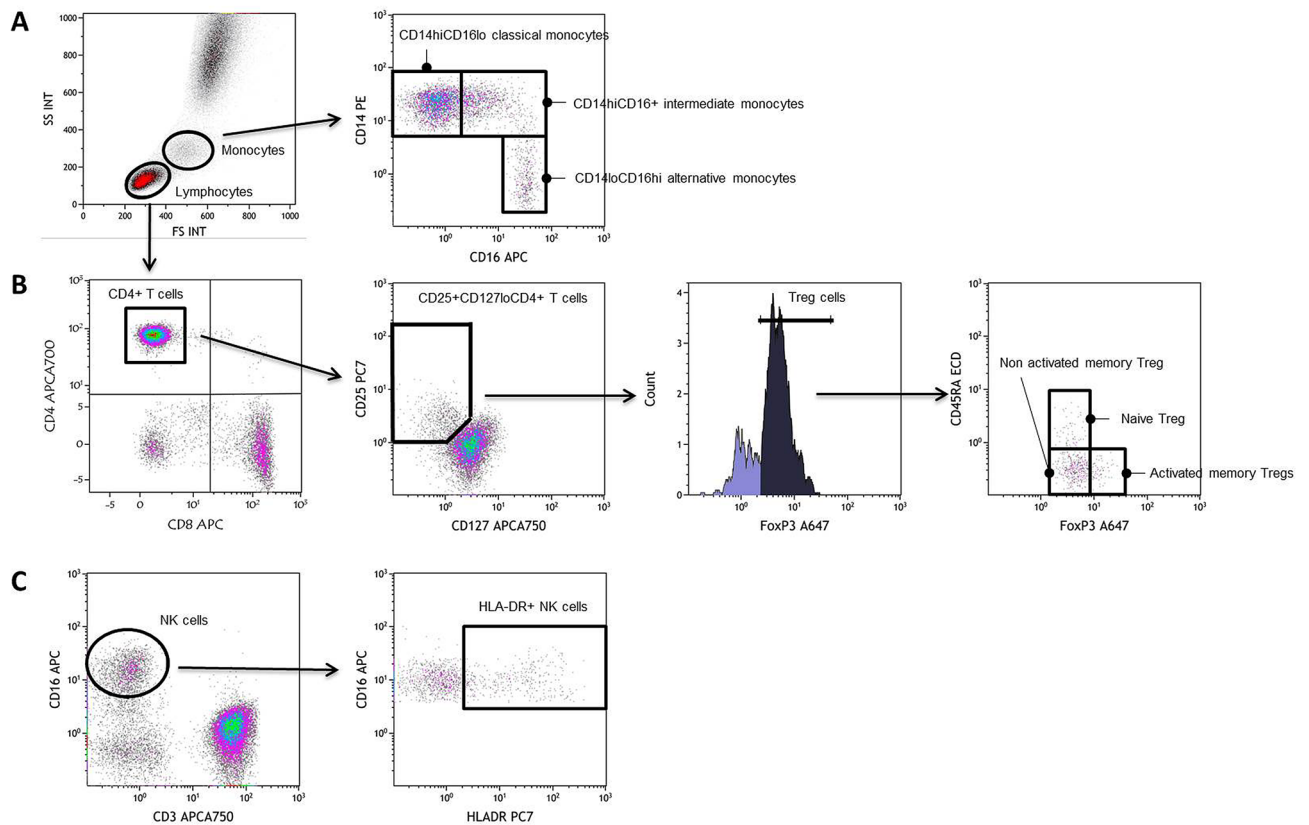 A
1000
800
600
400
200
0
SS INT
0 200 400 600 800 1000
FS INT
Monocytes
Lymphocytes
10³
10²
10¹
10⁰
CD14 PE
10⁰ 10¹ 10² 10³
CD16 APC
CD14hiCD16lo classical monocytes
CD14hiCD16+ intermediate monocytes
CD14loCD16hi alternative monocytes
B
CD4+ T cells
10³
10²
10¹
5
0
-5
CD4 APCA700
-5 0 10¹ 10² 10³
CD8 APC
CD25+CD127loCD4+ T cells
10³
10²
10¹
10⁰
CD25 PC7
10⁰ 10¹ 10² 10³
CD127 APCA750
Treg cells
4
3
2
1
0
Count
10⁰ 10¹ 10² 10³
FoxP3 A647
10³
10²
10¹
10⁰
CD45RA ECD
Non activated memory Treg
Naive Treg
Activated memory Tregs
10⁰ 10¹ 10² 10³
FoxP3 A647
C
NK cells
10³
10²
10¹
10⁰
CD16 APC
10⁰ 10¹ 10² 10³
CD3 APCA750
HLA-DR+ NK cells
10³
10²
10¹
10⁰
CD16 APC
10⁰ 10¹ 10² 10³
HLADR PC7